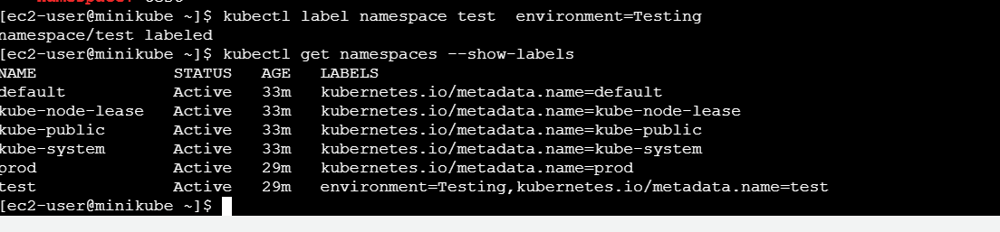 [ec2-user@minikube ~]$ kubectl label namespace test  environment=Testing
namespace/test labeled
[ec2-user@minikube ~]$ kubectl get namespaces --show-labels
NAME              STATUS   AGE   LABELS
default           Active   33m   kubernetes.io/metadata.name=default
kube-node-lease   Active   33m   kubernetes.io/metadata.name=kube-node-lease
kube-public       Active   33m   kubernetes.io/metadata.name=kube-public
kube-system       Active   33m   kubernetes.io/metadata.name=kube-system
prod              Active   29m   kubernetes.io/metadata.name=prod
test              Active   29m   environment=Testing,kubernetes.io/metadata.name=test
[ec2-user@minikube ~]$